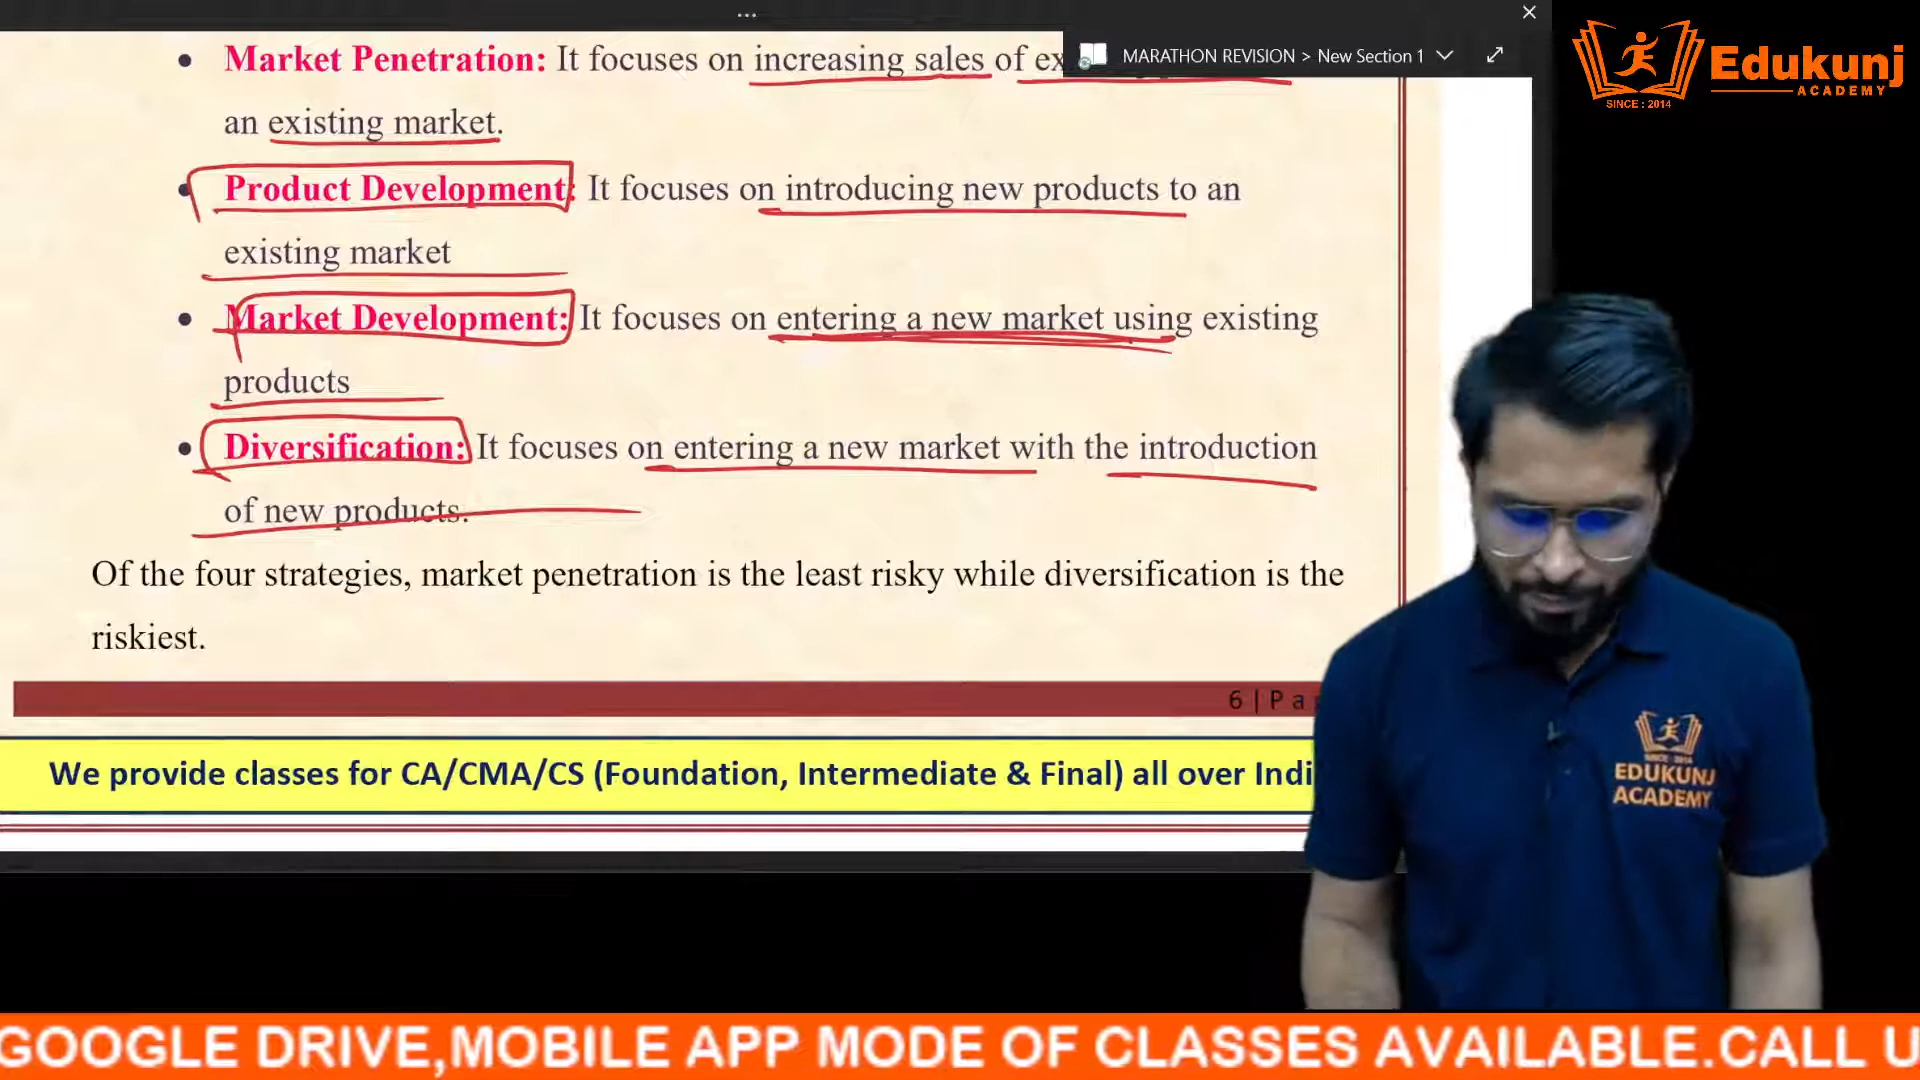 ...
MARATHON REVISION > New Section 1
Edukunj
ACADEMY
SINCE : 2014
• Market Penetration: It focuses on increasing sales of
an existing market.
• Product Development: It focuses on introducing new products to an
existing market
• Market Development: It focuses on entering a new market using existing
products
• Diversification: It focuses on entering a new market with the introduction
of new products.
Of the four strategies, market penetration is the least risky while diversification is the
riskiest.
6 | P a
We provide classes for CA/CMA/CS (Foundation, Intermediate & Final) all over Indi
SINCE : 2014
EDUKUNJ
ACADEMY
GOOGLE DRIVE,MOBILE APP MODE OF CLASSES AVAILABLE.CALL U